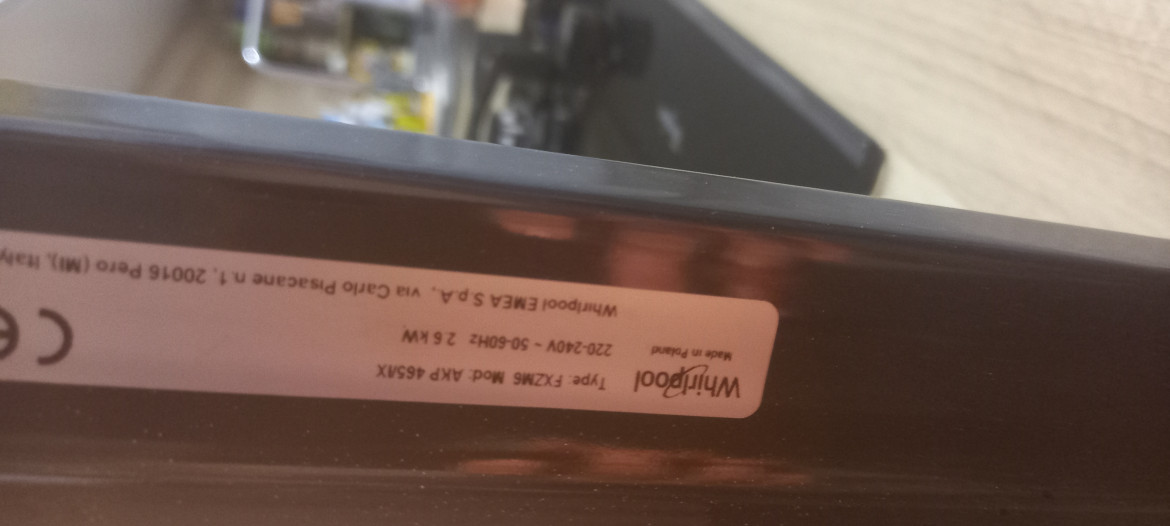 Whirlpool
Made in Poland
Type: FXZM6 Mod: AKP 465/IX
220-240V ~ 50-60Hz 2.6 kW
Whirlpool EMEA S.p.A., via Carlo Pisacane n.1, 20016 Pero (MI), Italy
CE